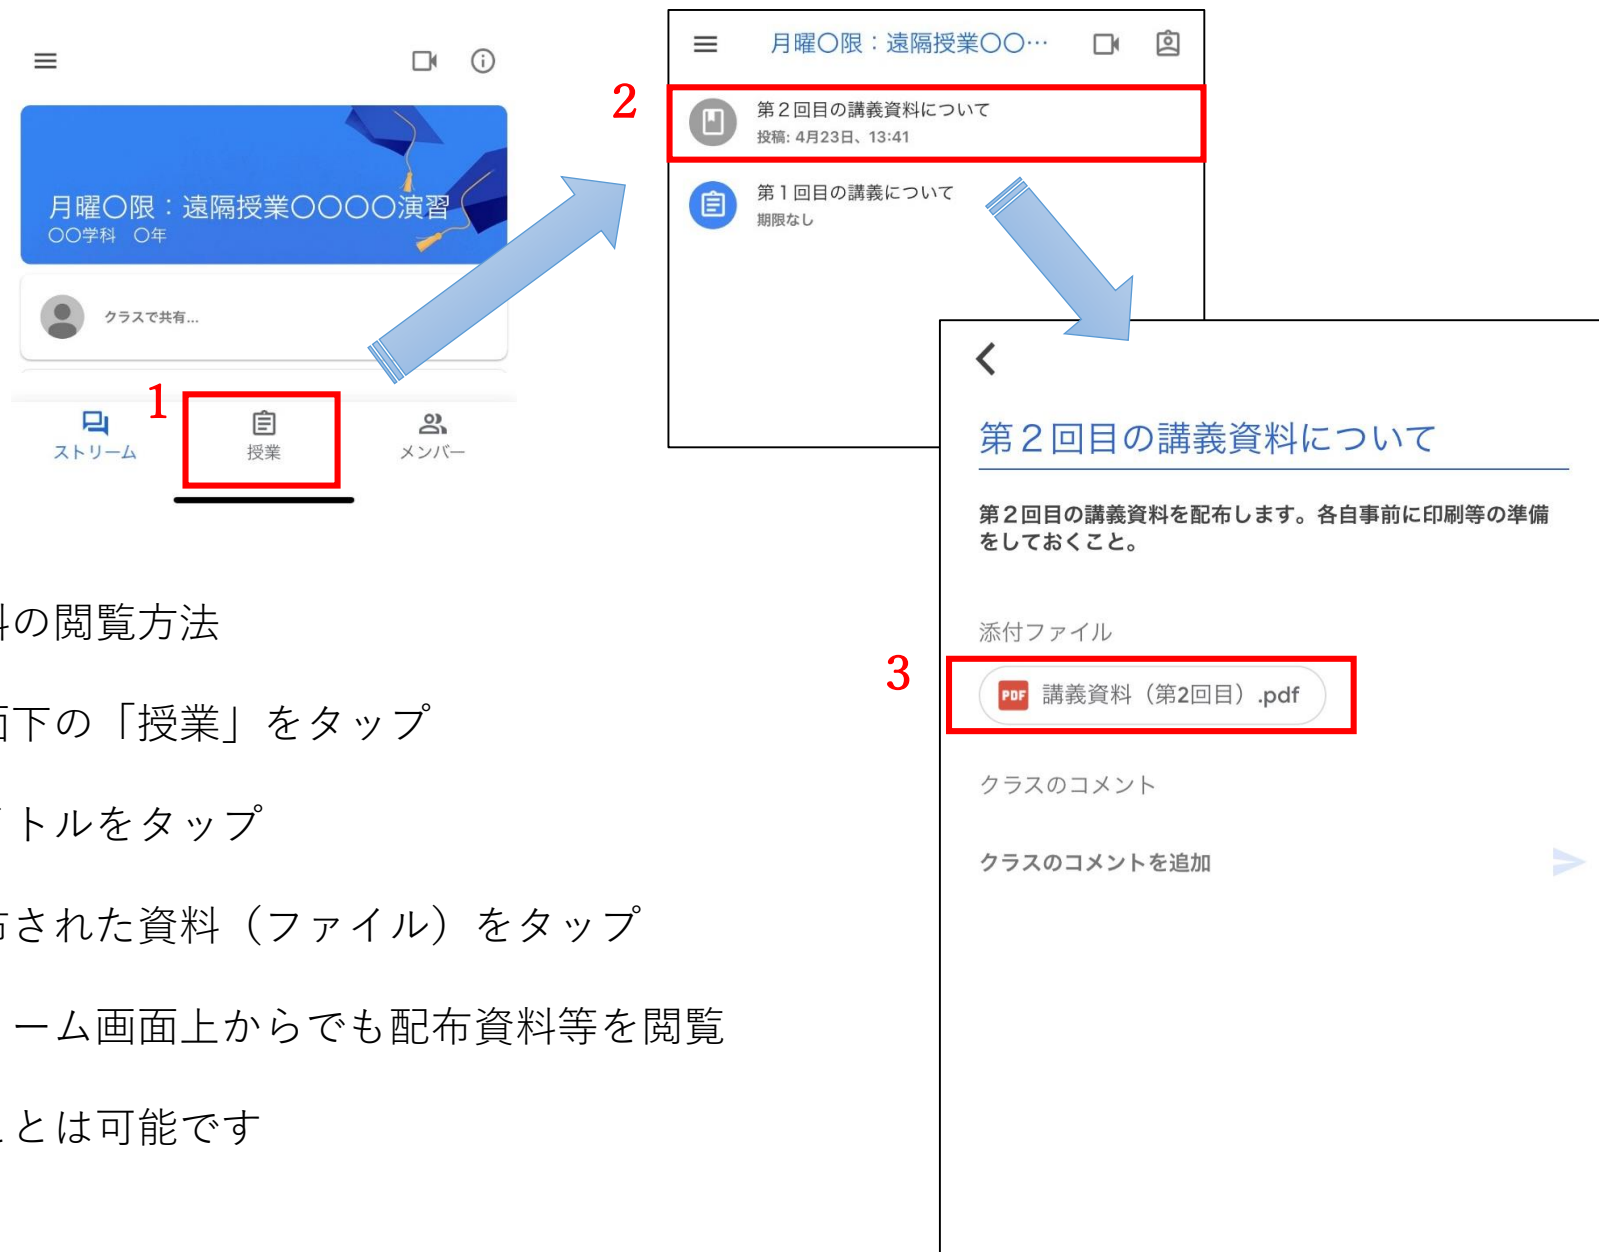 月曜〇限：遠隔授業〇〇〇〇演習
〇〇学科　〇年
クラスで共有...
1
ストリーム
授業
メンバー
2
月曜〇限：遠隔授業〇〇…
第２回目の講義資料について
投稿: 4月23日、13:41
第１回目の講義について
期限なし
第２回目の講義資料について
第２回目の講義資料を配布します。各自事前に印刷等の準備
をしておくこと。
添付ファイル
3
PDF 講義資料（第2回目）.pdf
クラスのコメント
クラスのコメントを追加
の閲覧方法
下の「授業」をタップ
トルをタップ
された資料（ファイル）をタップ
ーム画面上からでも配布資料等を閲覧
とは可能です